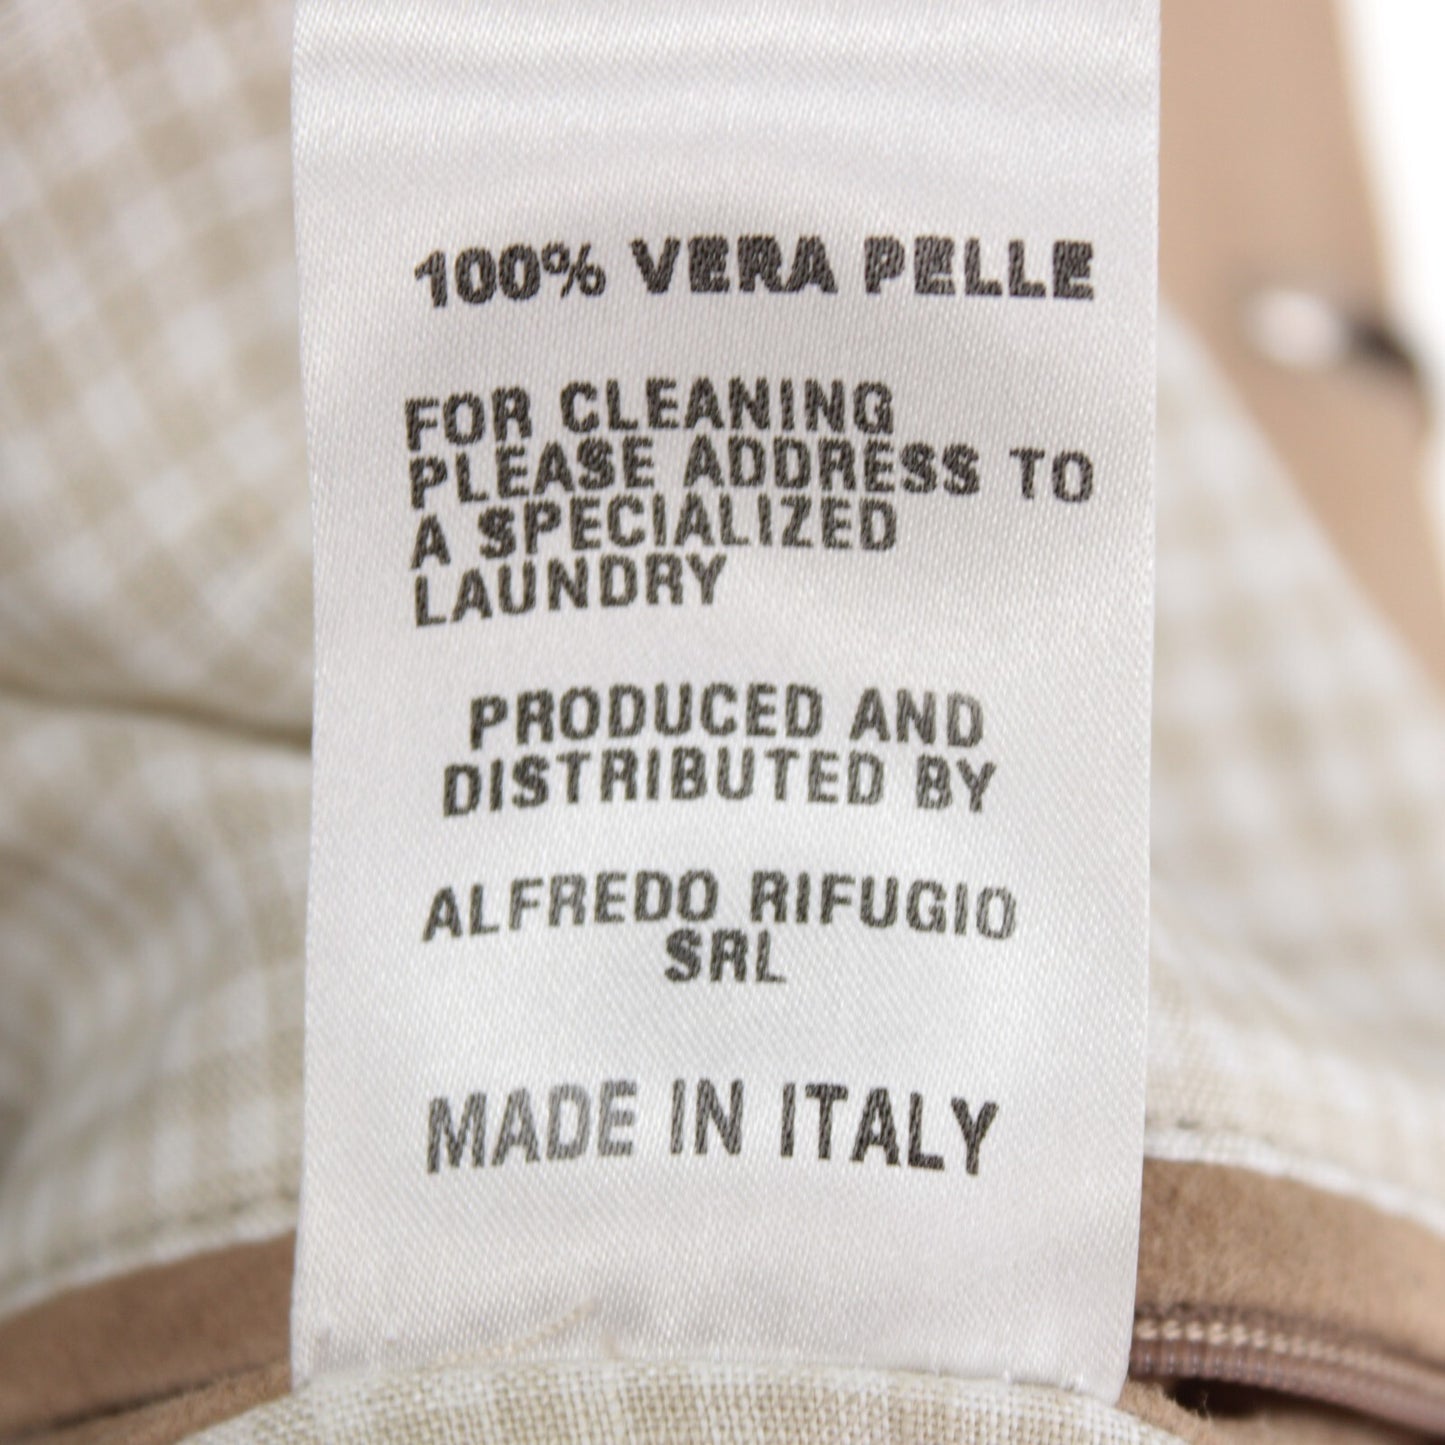 100% VERA PELLE
FOR CLEANING
PLEASE ADDRESS TO
A SPECIALIZED
LAUNDRY
PRODUCED AND
DISTRIBUTED BY
ALFREDO RIFUGIO
SRL
MADE IN ITALY